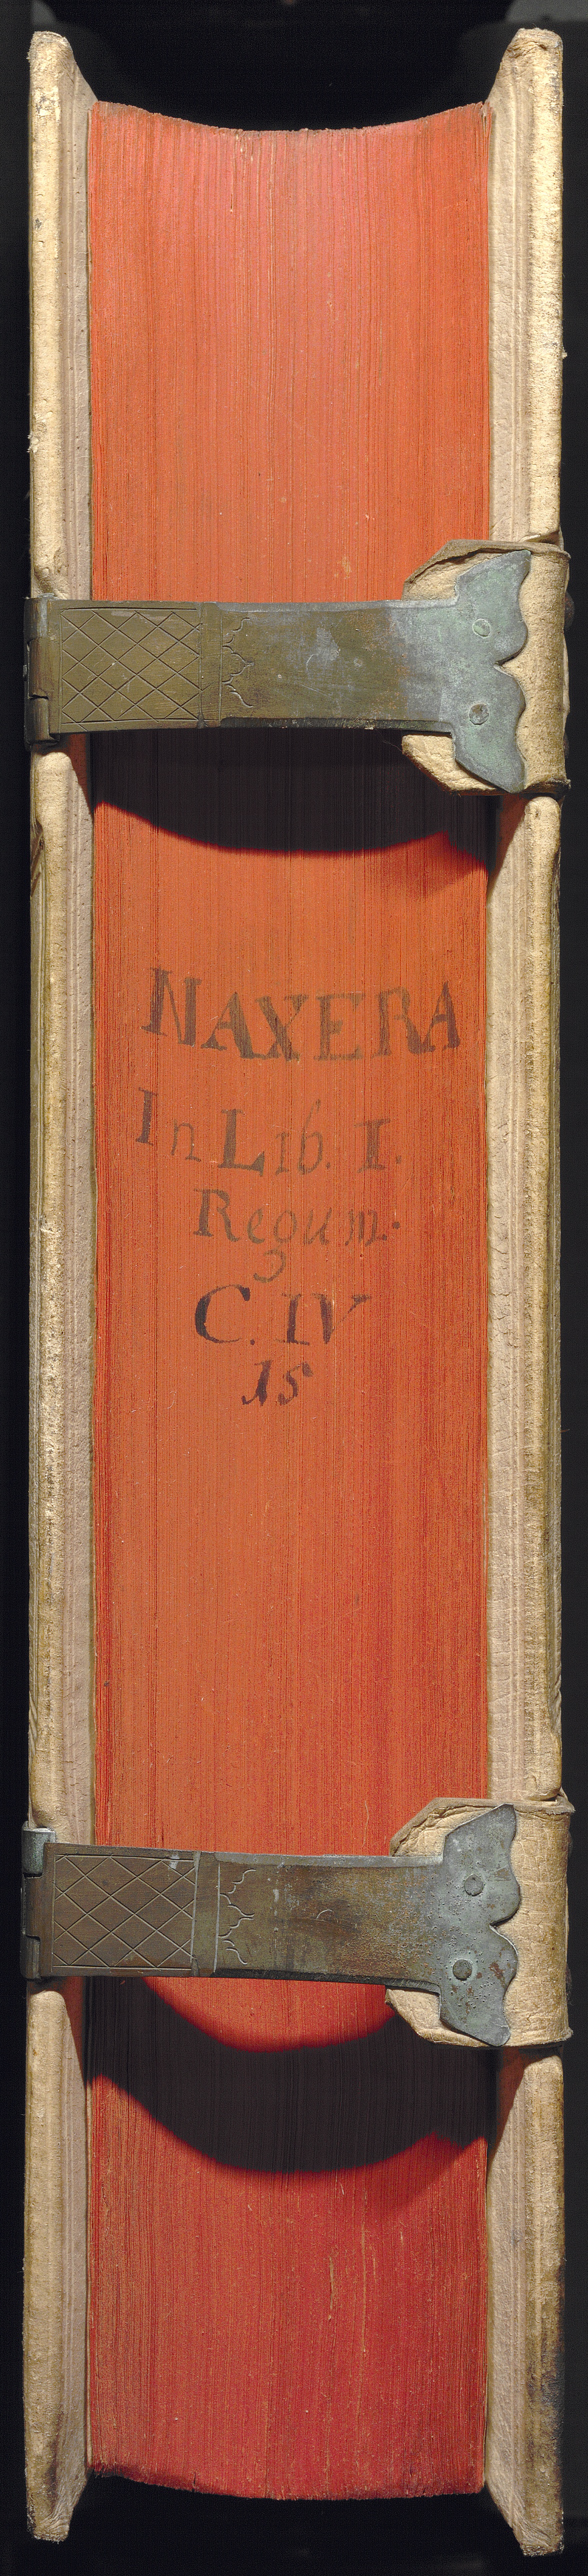 NAXERA
In Lib. I.
Regum.
C. IV
15